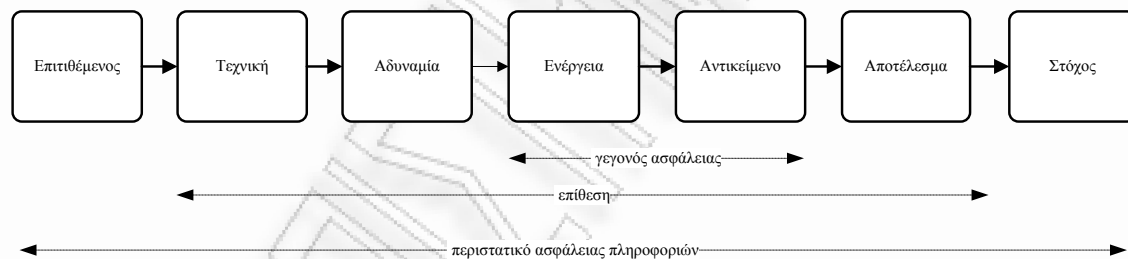 Επιτιθέμενος Τεχνική Αδυναμία Ενέργεια Αντικείμενο Αποτέλεσμα Στόχος
γεγονός ασφάλειας
επίθεση
περιστατικό ασφάλειας πληροφοριών